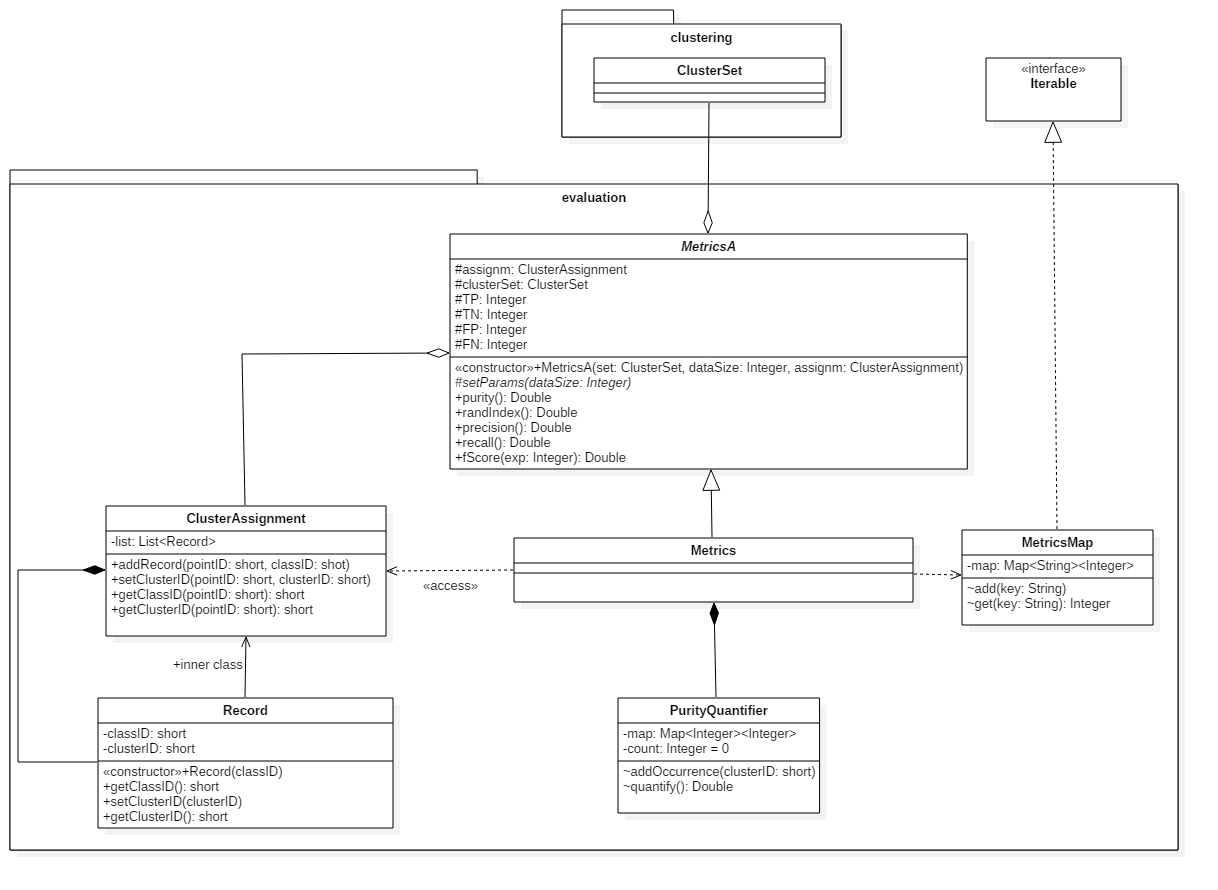 clustering
ClusterSet
«interface»
Iterable
evaluation
MetricsA
#assignm: ClusterAssignment
#clusterSet: ClusterSet
#TP: Integer
#TN: Integer
#FP: Integer
#FN: Integer
«constructor»+MetricsA(set: ClusterSet, dataSize: Integer, assignm: ClusterAssignment)
#setParams(dataSize: Integer)
+purity(): Double
+randIndex(): Double
+precision(): Double
+recall(): Double
+fScore(exp: Integer): Double
ClusterAssignment
-list: List<Record>
+addRecord(pointID: short, classID: shot)
+setClusterID(pointID: short, clusterID: short)
+getClassID(pointID: short): short
+getClusterID(pointID: short): short
«access»
Metrics
MetricsMap
-map: Map<String><Integer>
~add(key: String)
~get(key: String): Integer
+inner class
Record
-classID: short
-clusterID: short
«constructor»+Record(classID)
+getClassID(): short
+setClusterID(clusterID)
+getClusterID(): short
PurityQuantifier
-map: Map<Integer><Integer>
-count: Integer = 0
~addOccurrence(clusterID: short)
~quantify(): Double